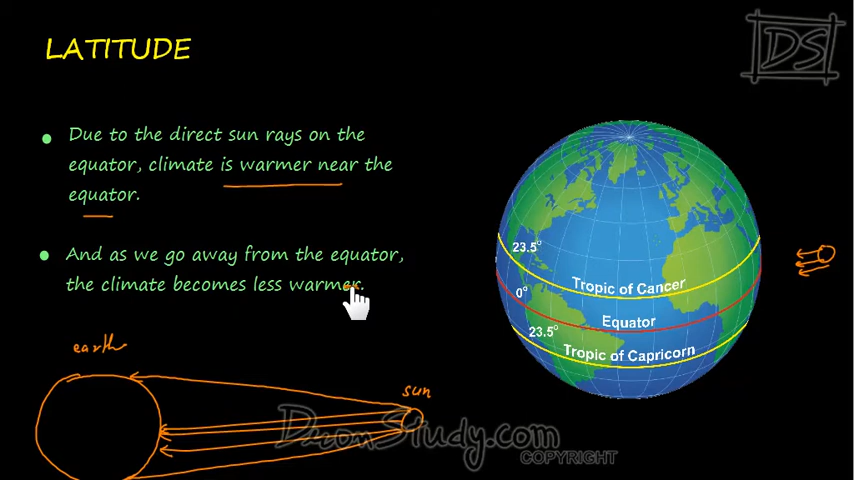 LATITUDE
DS
Due to the direct sun rays on the
equator, climate is warmer near the
equator.
And as we go away from the equator,
the climate becomes less warmer.
23.5°
Tropic of Cancer
0°
Equator
23.5°
Tropic of Capricorn
earth
sun
DronStudy.com
COPYRIGHT